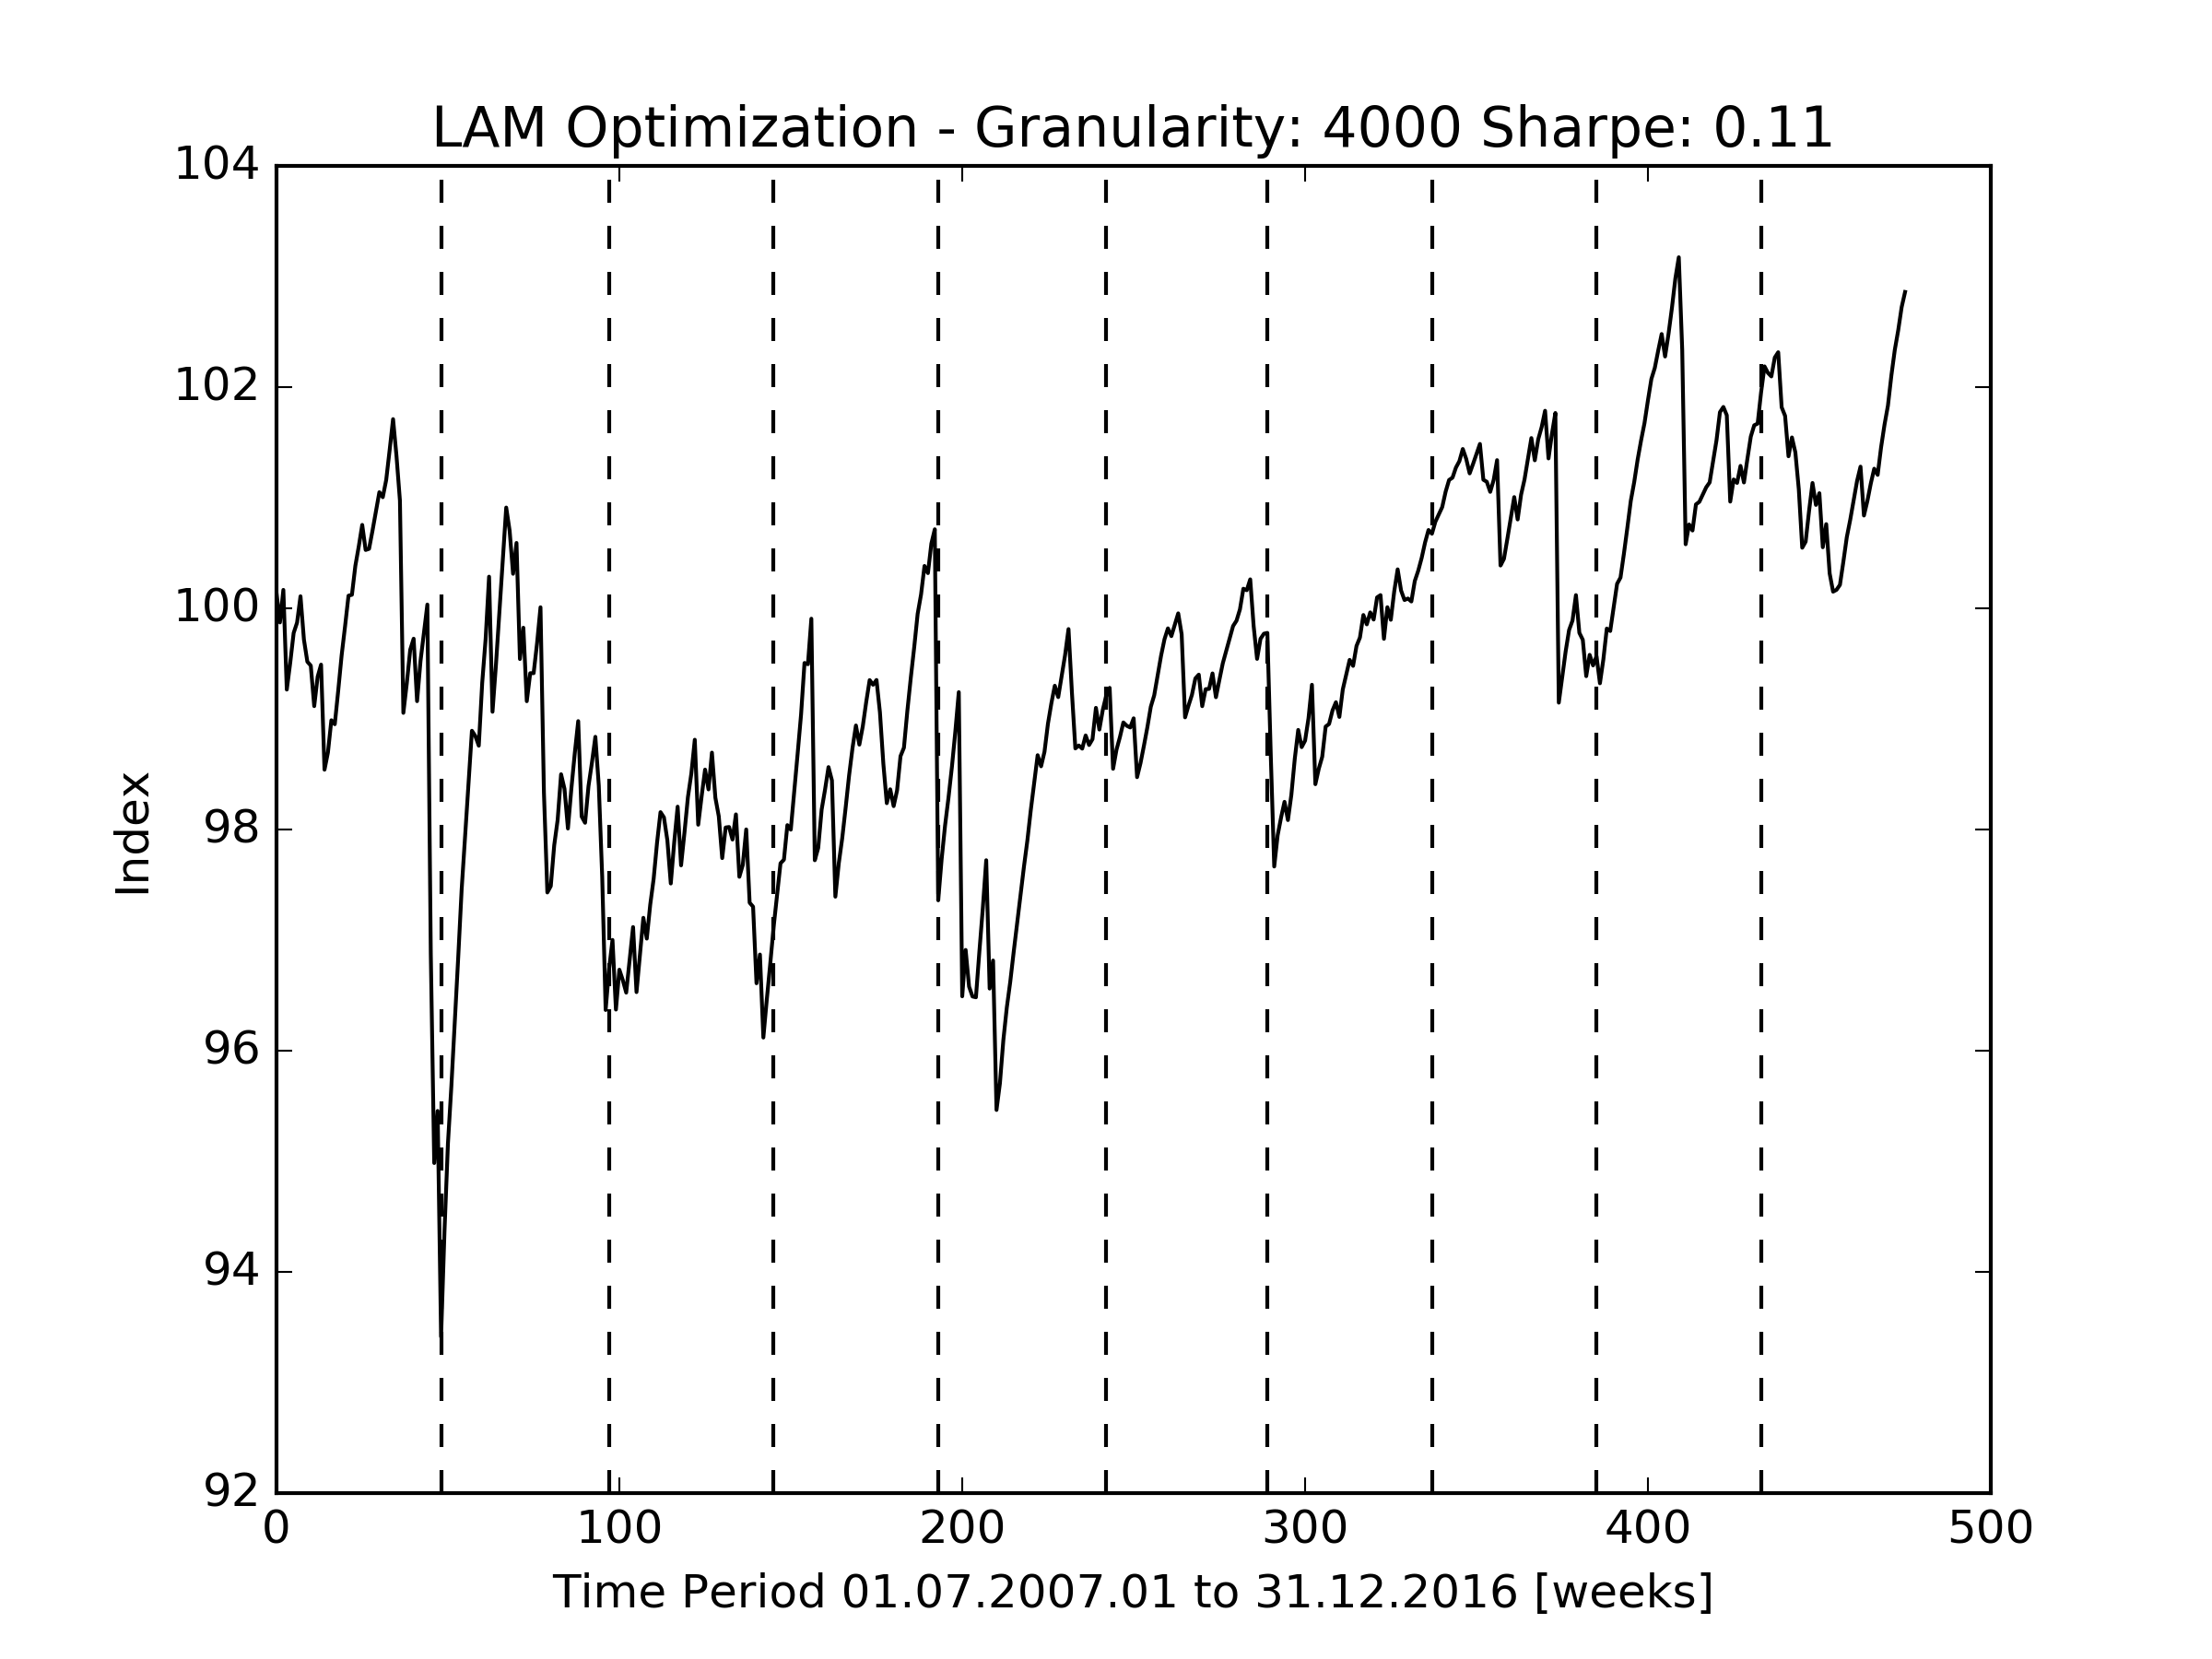 LAM Optimization - Granularity: 4000 Sharpe: 0.11
104
102
100
98
96
94
92
Index
0 100 200 300 400 500
Time Period 01.07.2007.01 to 31.12.2016 [weeks]